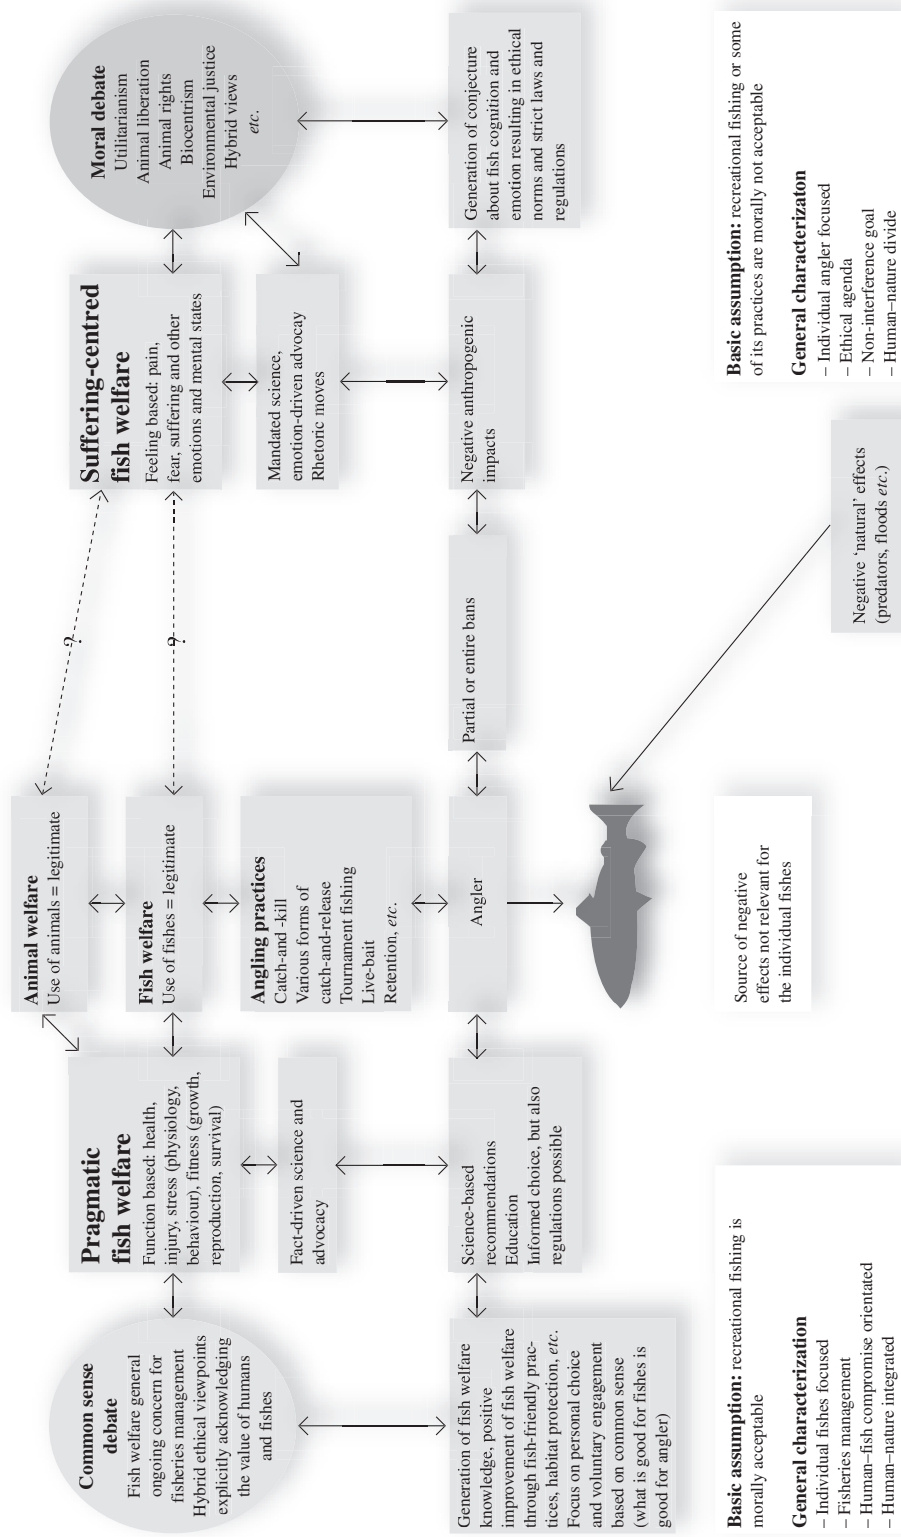 Common sense
debate
Fish welfare general
ongoing concern for
fisheries management
Hybrid ethical viewpoints
explicitly acknowledging
the value of humans
and fishes
Pragmatic
fish welfare
Function based: health,
injury, stress (physiology,
behaviour), fitness (growth,
reproduction, survival)
Animal welfare
Use of animals = legitimate
Fish welfare
Use of fishes = legitimate
?
?
Suffering-centred
fish welfare
Feeling based: pain,
fear, suffering and other
emotions and mental states
Moral debate
Utilitarianism
Animal liberation
Animal rights
Biocentrism
Environmental justice
Hybrid views
etc.
Fact-driven science and
advocacy
Angling practices
Catch-and -kill
Various forms of
catch-and-release
Tournament fishing
Live-bait
Retention, etc.
Mandated science,
emotion-driven advocay
Rhetoric moves
Generation of fish welfare
knowledge, positive
improvement of fish welfare
through fish-friendly prac-
tices, habitat protection, etc.
Focus on personal choice
and voluntary engagement
based on common sense
(what is good for fishes is
good for angler)
Science-based
recommendations
Education
Informed choice, but also
regulations possible
Angler
Partial or entire bans
Negative anthropogenic
impacts
Generation of conjecture
about fish cognition and
emotion resulting in ethical
norms and strict laws and
regulations
Basic assumption: recreational fishing is
morally acceptable
General characterization
– Individual fishes focused
– Fisheries management
– Human–fish compromise orientated
– Human–nature integrated
Source of negative
effects not relevant for
the individual fishes
Negative ‘natural’ effects
(predators, floods etc.)
Basic assumption: recreational fishing or some
of its practices are morally not acceptable
General characterizaton
– Individual angler focused
– Ethical agenda
– Non-interference goal
– Human–nature divide